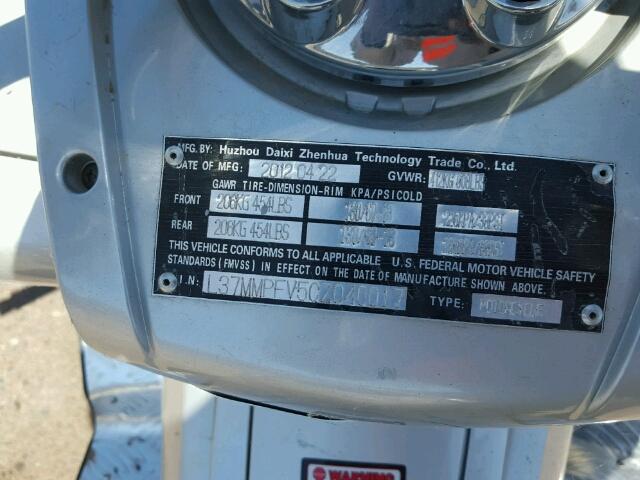 MFG.BY: Huzhou Daixi Zhenhua Technology Trade Co., Ltd.
DATE OF MFG: 2012.04.22 GVWR:
GAWR TIRE-DIMENSION-RIM KPA/PSICOLD
FRONT 206KG 454LBS
REAR 206KG 454LBS
THIS VEHICLE CONFORMS TO ALL APPLICABLE U.S. FEDERAL MOTOR VEHICLE SAFETY
STANDARDS (FMVSS) IN EFFECT ON THE DATE OF MANUFACTURE SHOWN ABOVE.
I.N: TYPE: MOTORCYCLE
WARNING